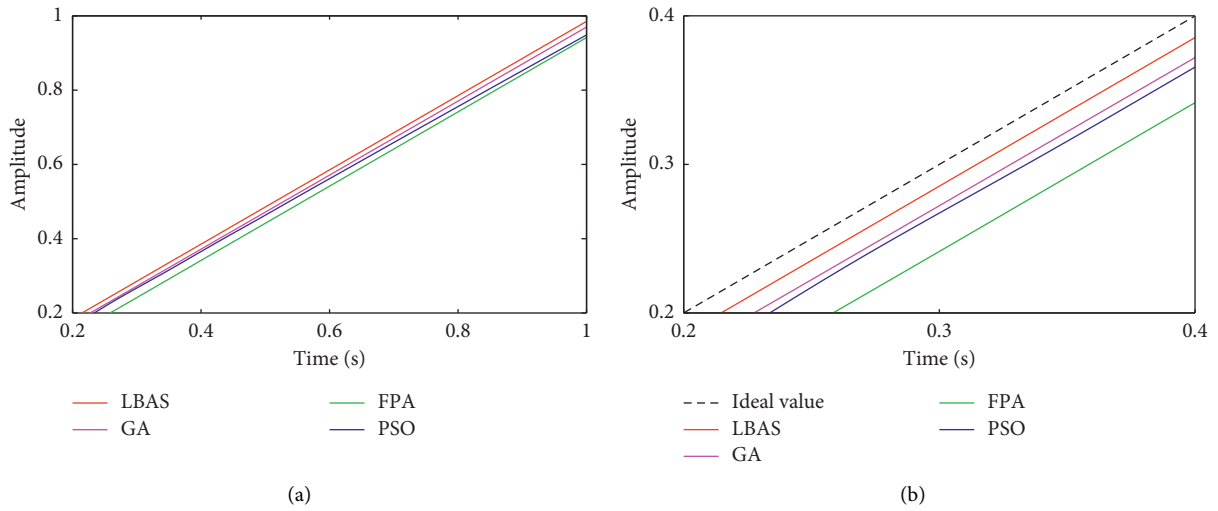 1
0.8
0.6
0.4
0.2
Amplitude
0.2 0.4 0.6 0.8 1
Time (s)
LBAS FPA
GA PSO
(a)
0.4
0.3
0.2
Amplitude
0.2 0.3 0.4
Time (s)
Ideal value FPA
LBAS PSO
GA
(b)